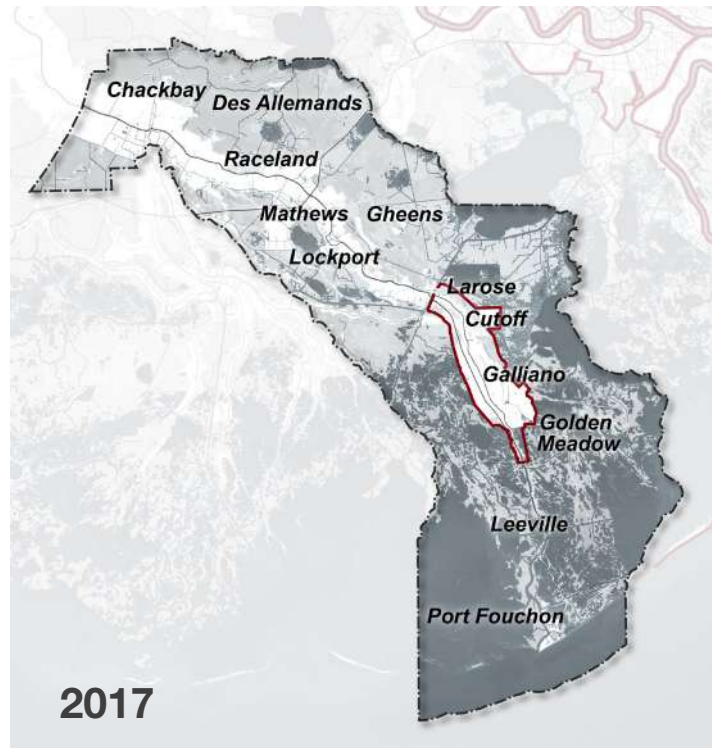 Chackbay
Des Allemands
Raceland
Mathews
Gheens
Lockport
Larose
Cutoff
Galliano
Golden
Meadow
Leeville
Port Fouchon
2017